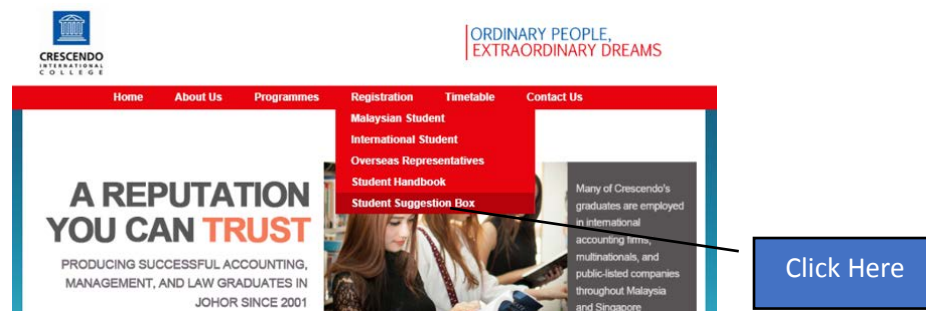 CRESCENDO
INTERNATIONAL
COLLEGE
ORDINARY PEOPLE,
EXTRAORDINARY DREAMS
Home About Us Programmes Registration Timetable Contact Us
Malaysian Student
International Student
Overseas Representatives
Student Handbook
Student Suggestion Box
A REPUTATION
YOU CAN TRUST
PRODUCING SUCCESSFUL ACCOUNTING,
MANAGEMENT, AND LAW GRADUATES IN
JOHOR SINCE 2001
Many of Crescendo's
graduates are employed
in international
accounting firms,
multinationals, and
public-listed companies
throughout Malaysia
and Singapore
Click Here